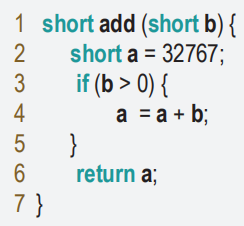 1 short add (short b) {
2 short a = 32767;
3 if (b > 0) {
4 a = a + b;
5 }
6 return a;
7 }